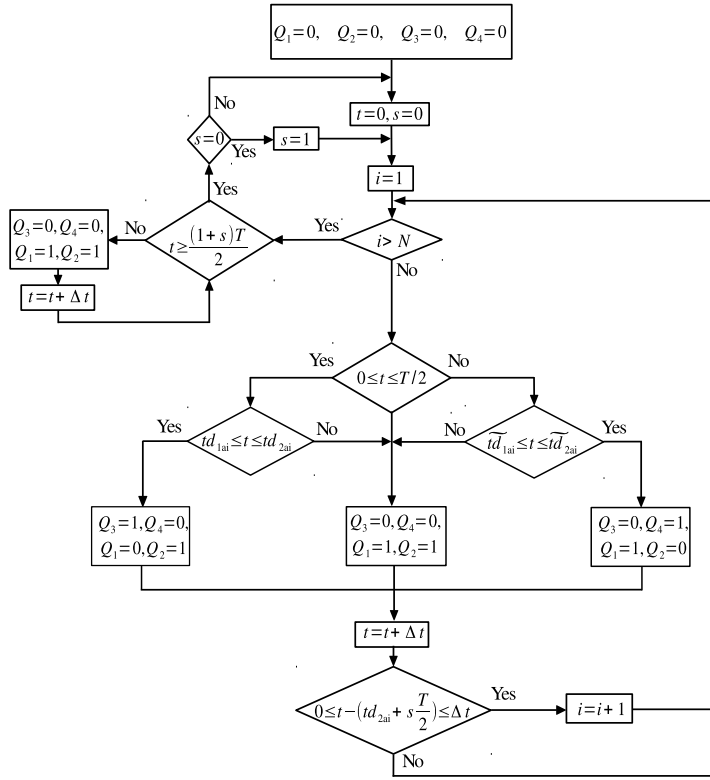 Q₁=0, Q₂=0, Q₃=0, Q₄=0
No
t=0, s=0
s=0
Yes
s=1
i=1
Yes
Q₃=0, Q₄=0,
Q₁=1, Q₂=1
No
t≥(1+s)T/2
Yes
i> N
No
t=t+ Δt
Yes
0≤t≤T/2
No
Yes
td₁ₐᵢ≤t≤td₂ₐᵢ
No
No
t̃d₁ₐᵢ≤t≤t̃d₂ₐᵢ
Yes
Q₃=1, Q₄=0,
Q₁=0, Q₂=1
Q₃=0, Q₄=0,
Q₁=1, Q₂=1
Q₃=0, Q₄=1,
Q₁=1, Q₂=0
t=t+ Δt
0≤t−(td₂ₐᵢ+ s T/2)≤Δt
Yes
i=i+1
No